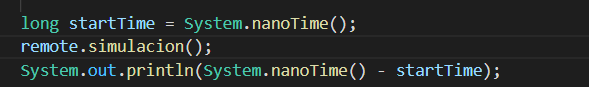 long startTime = System.nanoTime();
remote.simulacion();
System.out.println(System.nanoTime() - startTime);